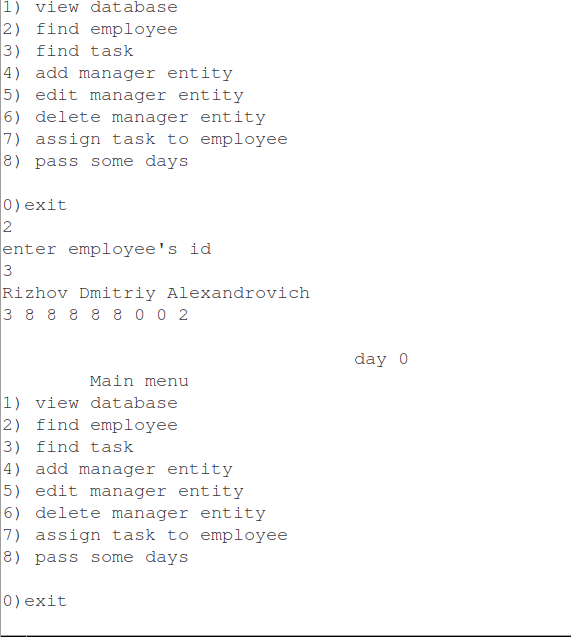 1) view database
2) find employee
3) find task
4) add manager entity
5) edit manager entity
6) delete manager entity
7) assign task to employee
8) pass some days
0)exit
2
enter employee's id
3
Rizhov Dmitriy Alexandrovich
3 8 8 8 8 8 0 0 2
day 0
Main menu
1) view database
2) find employee
3) find task
4) add manager entity
5) edit manager entity
6) delete manager entity
7) assign task to employee
8) pass some days
0)exit